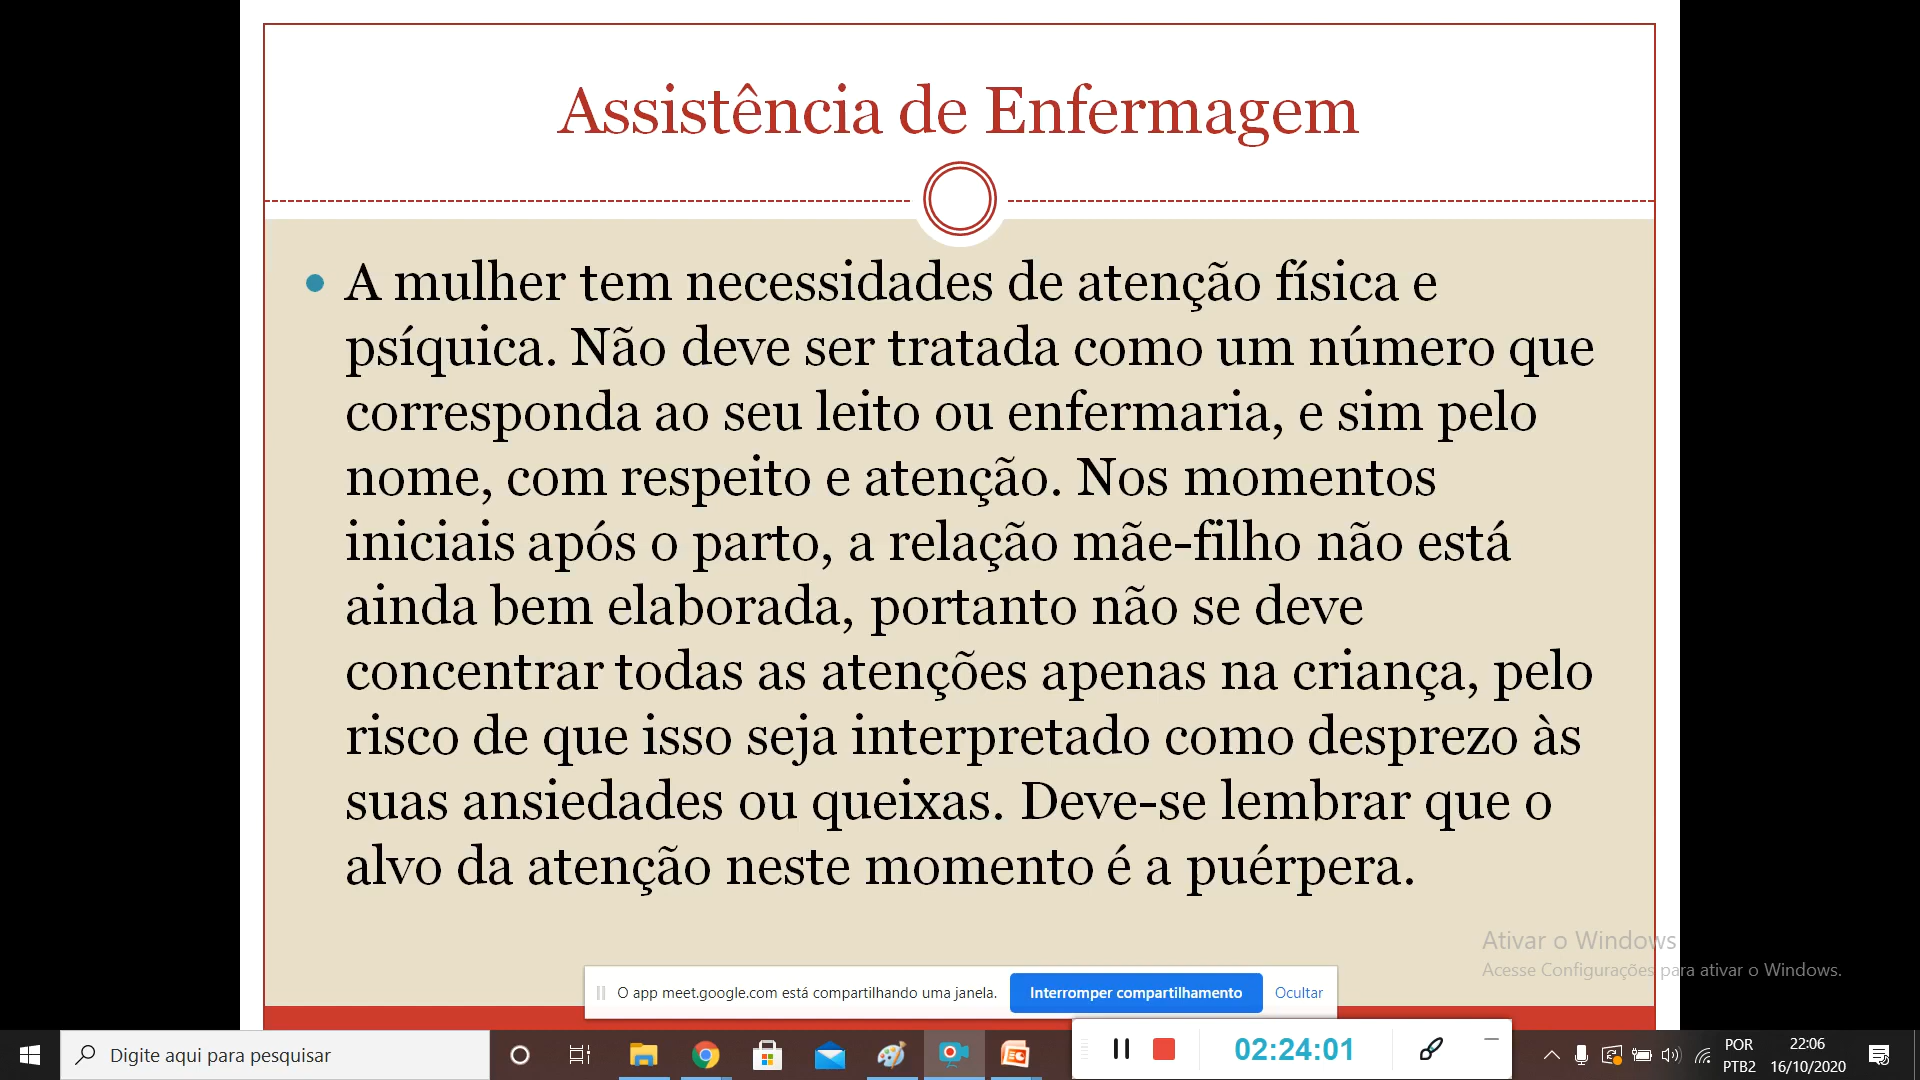 Assistência de Enfermagem
A mulher tem necessidades de atenção física e
psíquica. Não deve ser tratada como um número que
corresponda ao seu leito ou enfermaria, e sim pelo
nome, com respeito e atenção. Nos momentos
iniciais após o parto, a relação mãe-filho não está
ainda bem elaborada, portanto não se deve
concentrar todas as atenções apenas na criança, pelo
risco de que isso seja interpretado como desprezo às
suas ansiedades ou queixas. Deve-se lembrar que o
alvo da atenção neste momento é a puérpera.
Ativar o Windows
Acesse Configurações para ativar o Windows.
O app meet.google.com está compartilhando uma janela.
Interromper compartilhamento
Ocultar
Digite aqui para pesquisar
02:24:01
POR
PTB2
22:06
16/10/2020